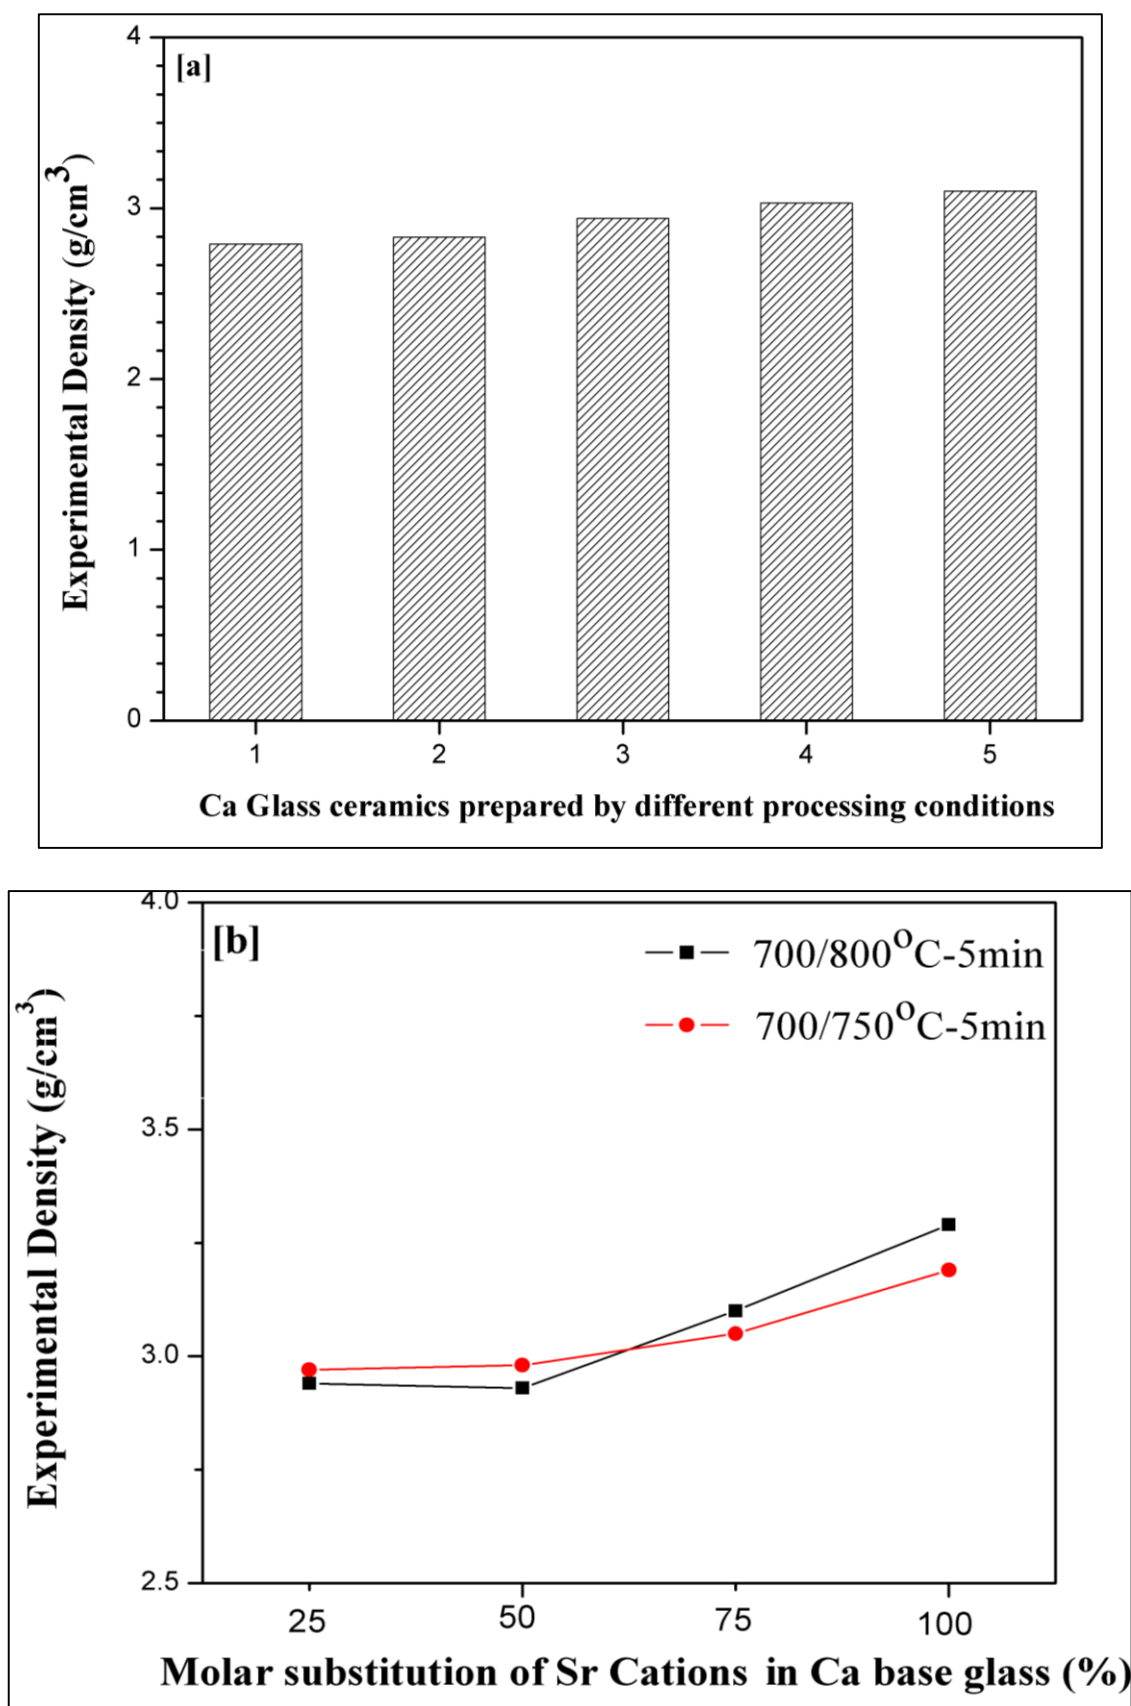 [a]
4
3
2
1
0
Experimental Density (g/cm³)
1 2 3 4 5
Ca Glass ceramics prepared by different processing conditions
[b]
700/800°C-5min
700/750°C-5min
4.0
3.5
3.0
2.5
Experimental Density (g/cm³)
25 50 75 100
Molar substitution of Sr Cations in Ca base glass (%)